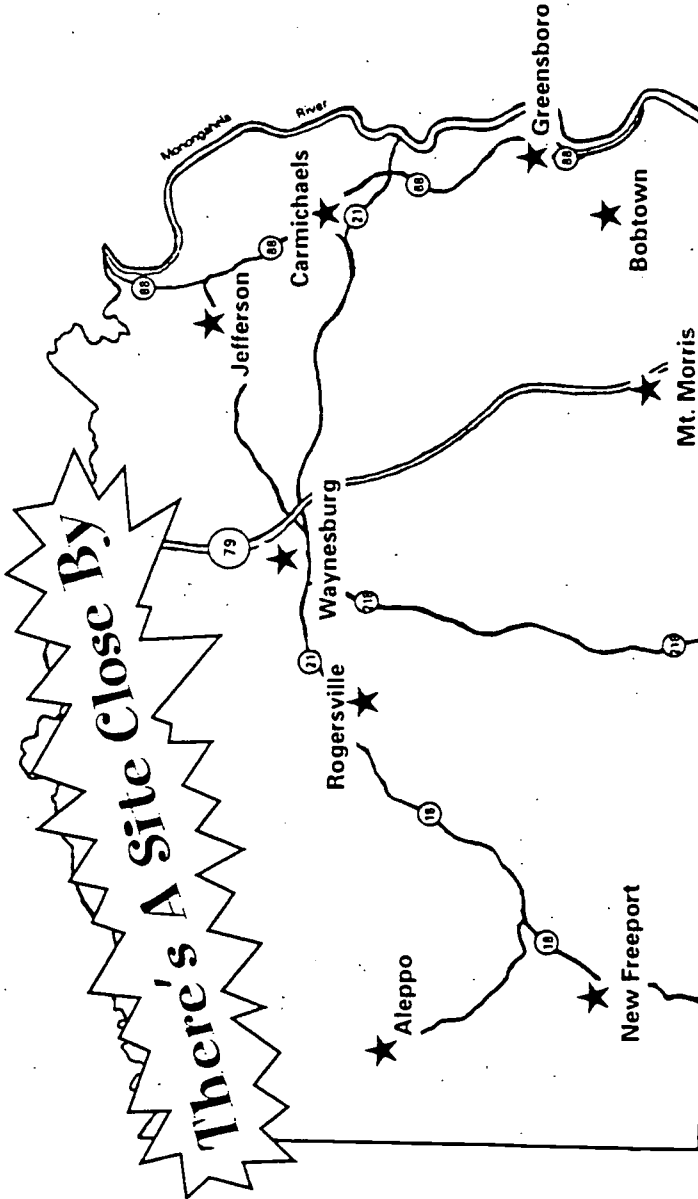 There's A Site Close By
Monongahela River
88
Jefferson
88
Carmichaels
21
88
Greensboro
88
Bobtown
79
Waynesburg
21
Rogersville
218
218
Mt. Morris
18
Aleppo
18
New Freeport